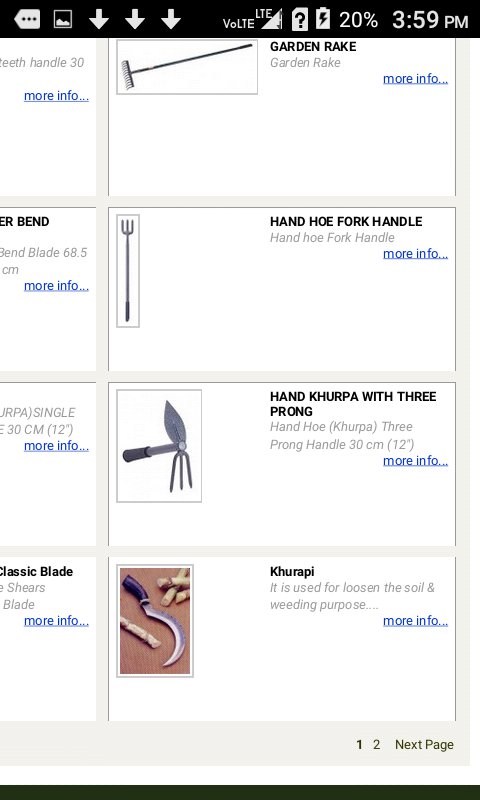 VoLTE LTE 20% 3:59 PM
teeth handle 30
more info...
GARDEN RAKE
Garden Rake
more info...
ER BEND
Bend Blade 68.5
cm
more info...
HAND HOE FORK HANDLE
Hand hoe Fork Handle
more info...
URPA)SINGLE
E 30 CM (12")
more info...
HAND KHURPA WITH THREE
PRONG
Hand Hoe (Khurpa) Three
Prong Handle 30 cm (12")
more info...
Classic Blade
e Shears
Blade
more info...
Khurapi
It is used for loosen the soil &
weeding purpose....
more info...
1 2 Next Page